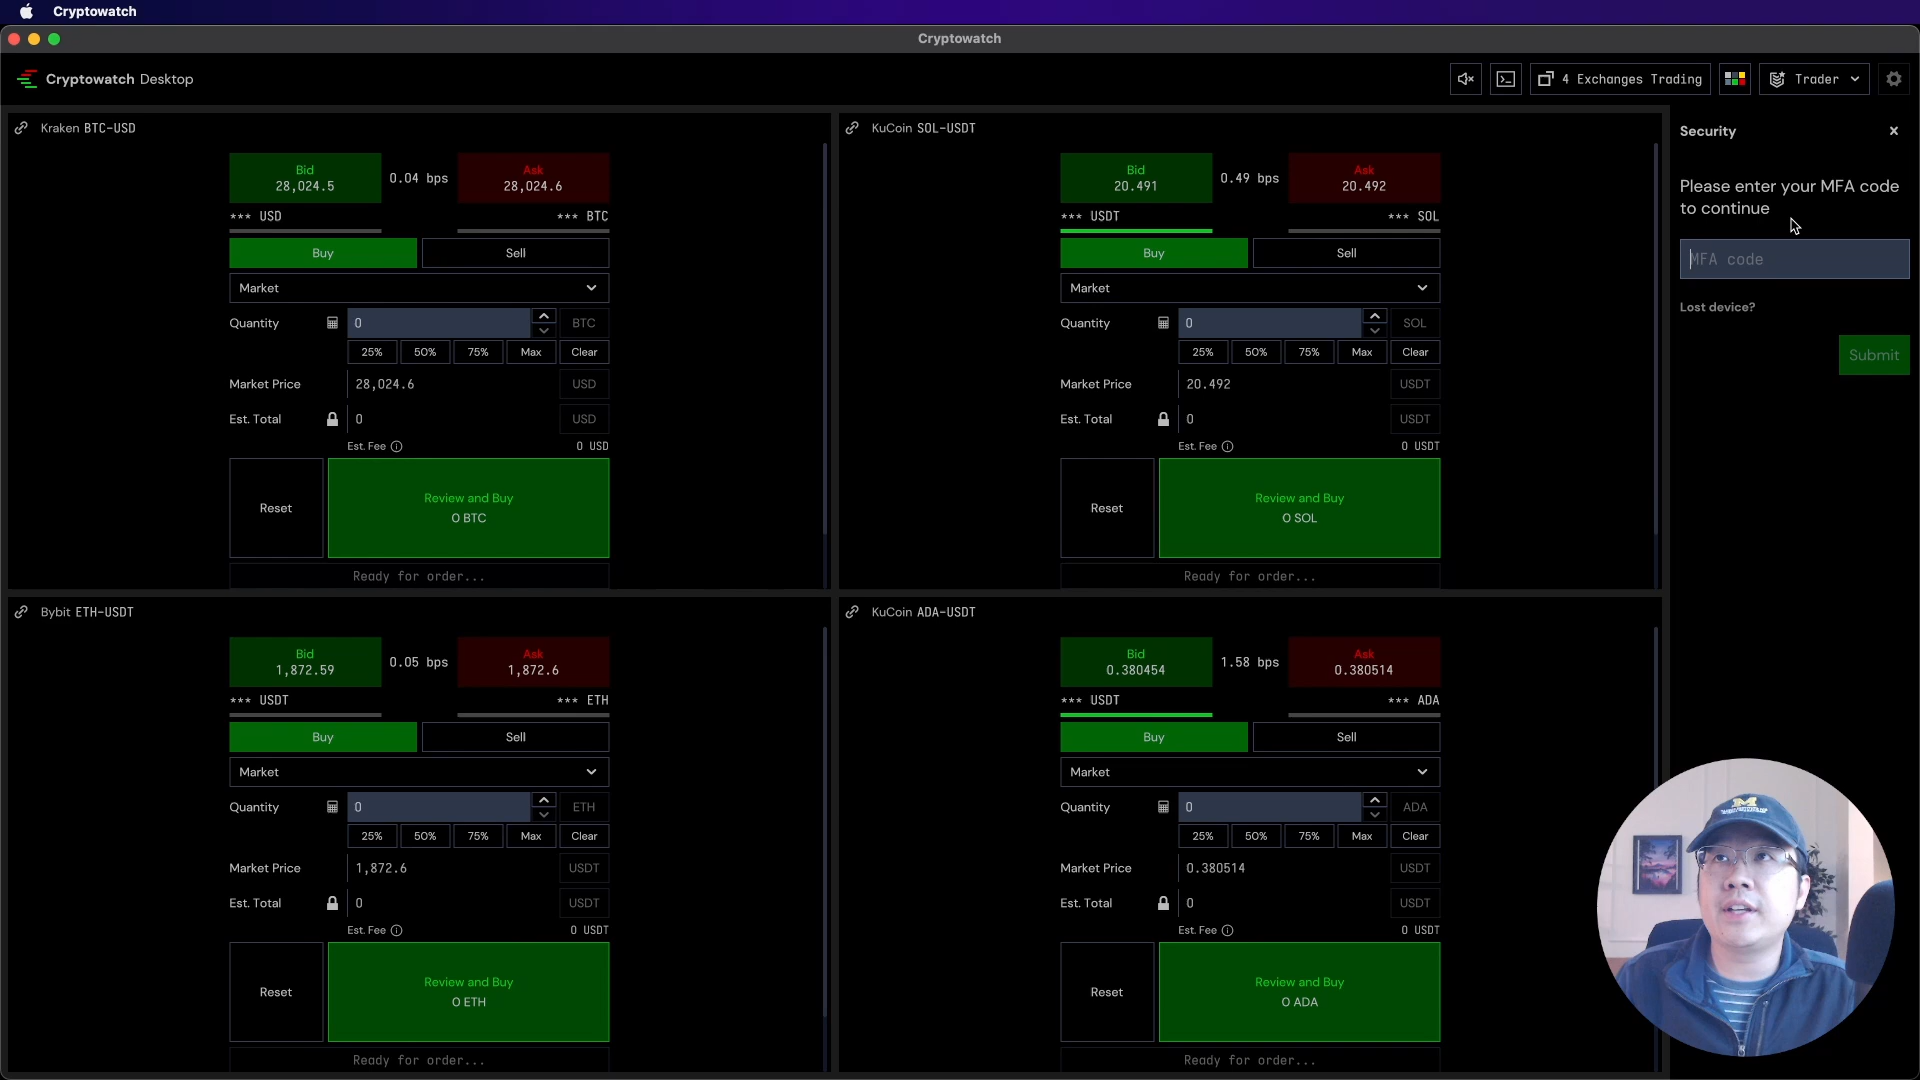 Cryptowatch
Cryptowatch
Cryptowatch Desktop
4 Exchanges Trading
Trader
Kraken BTC-USD
Bid
28,024.5
0.04 bps
Ask
28,024.6
*** USD
*** BTC
Buy
Sell
Market
Quantity
0
BTC
25%
50%
75%
Max
Clear
Market Price
28,024.6
USD
Est. Total
0
USD
Est. Fee
0 USD
Reset
Review and Buy
0 BTC
Ready for order...
KuCoin SOL-USDT
Bid
20.491
0.49 bps
Ask
20.492
*** USDT
*** SOL
Buy
Sell
Market
Quantity
0
SOL
25%
50%
75%
Max
Clear
Market Price
20.492
USDT
Est. Total
0
USDT
Est. Fee
0 USDT
Reset
Review and Buy
0 SOL
Ready for order...
Bybit ETH-USDT
Bid
1,872.59
0.05 bps
Ask
1,872.6
*** USDT
*** ETH
Buy
Sell
Market
Quantity
0
ETH
25%
50%
75%
Max
Clear
Market Price
1,872.6
USDT
Est. Total
0
USDT
Est. Fee
0 USDT
Reset
Review and Buy
0 ETH
Ready for order...
KuCoin ADA-USDT
Bid
0.380454
1.58 bps
Ask
0.380514
*** USDT
*** ADA
Buy
Sell
Market
Quantity
0
ADA
25%
50%
75%
Max
Clear
Market Price
0.380514
USDT
Est. Total
0
USDT
Est. Fee
0 USDT
Reset
Review and Buy
0 ADA
Ready for order...
Security
Please enter your MFA code
to continue
MFA code
Lost device?
Submit
M